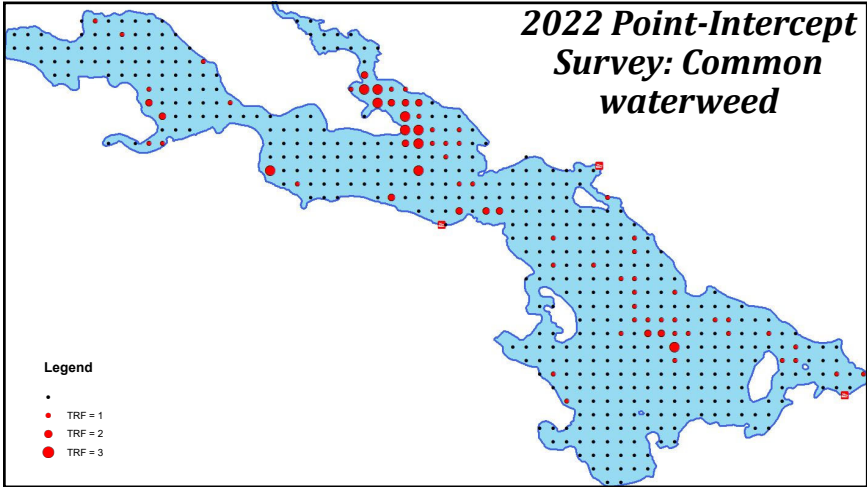 2022 Point-Intercept
Survey: Common
waterweed
Legend
TRF = 1
TRF = 2
TRF = 3